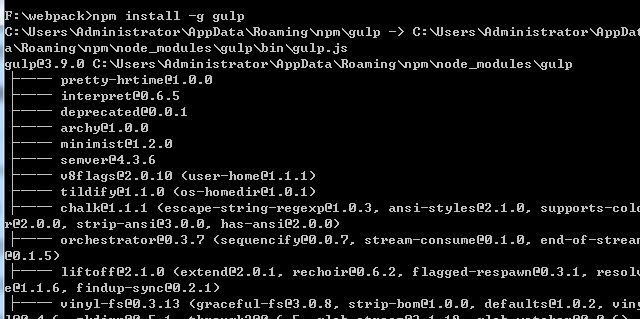 F:\webpack>npm install -g gulp
C:\Users\Administrator\AppData\Roaming\npm\gulp -> C:\Users\Administrator\AppDat
a\Roaming\npm\node_modules\gulp\bin\gulp.js
gulp@3.9.0 C:\Users\Administrator\AppData\Roaming\npm\node_modules\gulp
├── pretty-hrtime@1.0.0
├── interpret@0.6.5
├── deprecated@0.0.1
├── archy@1.0.0
├── minimist@1.2.0
├── semver@4.3.6
├── v8flags@2.0.10 (user-home@1.1.1)
├── tildify@1.1.0 (os-homedir@1.0.1)
├── chalk@1.1.1 (escape-string-regexp@1.0.3, ansi-styles@2.1.0, supports-colo
r@2.0.0, strip-ansi@3.0.0, has-ansi@2.0.0)
├── orchestrator@0.3.7 (sequencify@0.0.7, stream-consume@0.1.0, end-of-stream
@0.1.5)
├── liftoff@2.1.0 (extend@2.0.1, rechoir@0.6.2, flagged-respawn@0.3.1, resolv
e@1.1.6, findup-sync@0.2.1)
├── vinyl-fs@0.3.13 (graceful-fs@3.0.8, strip-bom@1.0.0, defaults@1.0.2, viny